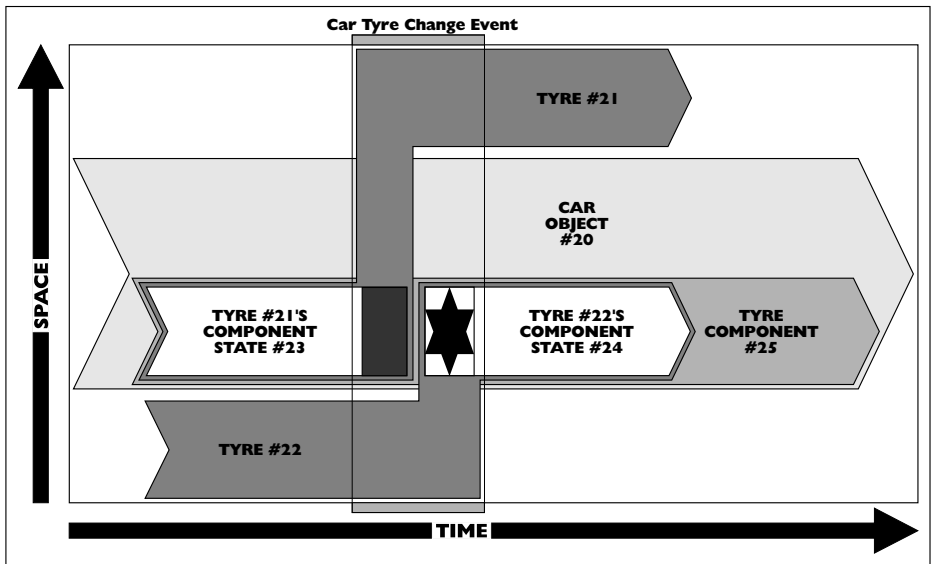 Car Tyre Change Event
TYRE #21
CAR
OBJECT
#20
SPACE
TYRE #21'S
COMPONENT
STATE #23
TYRE #22'S
COMPONENT
STATE #24
TYRE
COMPONENT
#25
TYRE #22
TIME